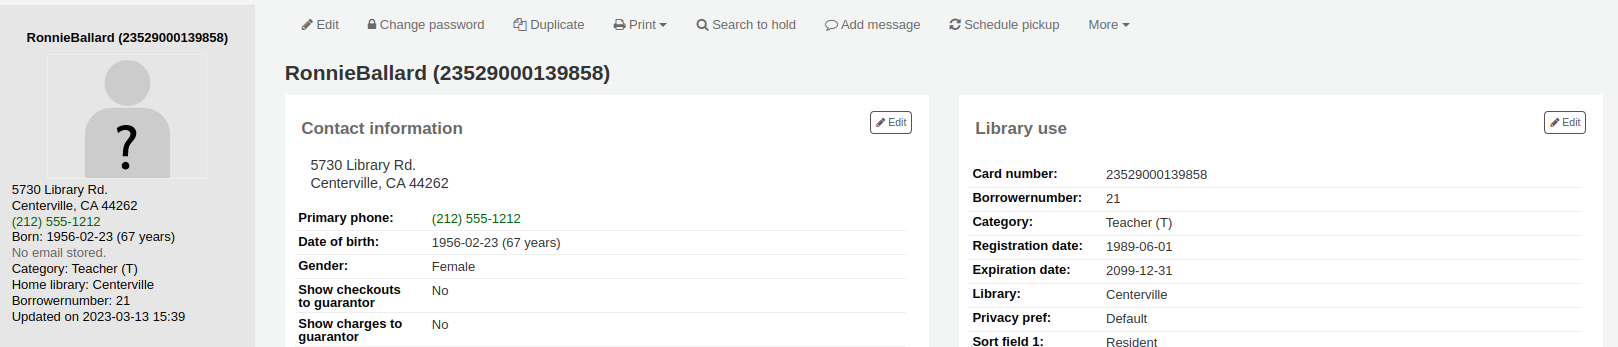 RonnieBallard (23529000139858)
?
5730 Library Rd.
Centerville, CA 44262
(212) 555-1212
Born: 1956-02-23 (67 years)
No email stored.
Category: Teacher (T)
Home library: Centerville
Borrowernumber: 21
Updated on 2023-03-13 15:39
Edit Change password Duplicate Print Search to hold Add message Schedule pickup More
RonnieBallard (23529000139858)
Contact information Edit
5730 Library Rd.
Centerville, CA 44262
Primary phone: (212) 555-1212
Date of birth: 1956-02-23 (67 years)
Gender: Female
Show checkouts No
to guarantor
Show charges to No
guarantor
Library use Edit
Card number: 23529000139858
Borrowernumber: 21
Category: Teacher (T)
Registration date: 1989-06-01
Expiration date: 2099-12-31
Library: Centerville
Privacy pref: Default
Sort field 1: Resident